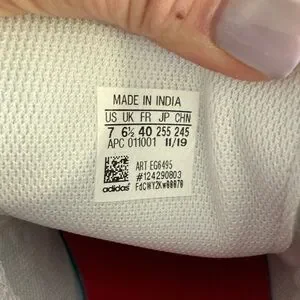 MADE IN INDIA
US UK FR JP CHN
7 6½ 40 255 245
APC 011001 11/19
ART EG6495
#124290803
adidas FdCWY2Kw00070